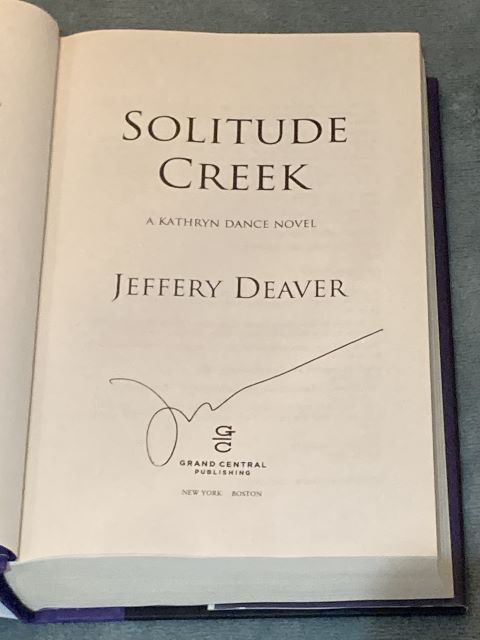 SOLITUDE
CREEK
A KATHRYN DANCE NOVEL
JEFFERY DEAVER
GRAND CENTRAL
PUBLISHING
NEW YORK BOSTON